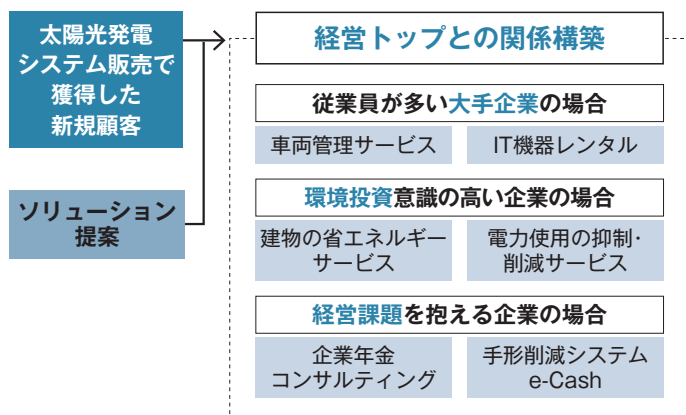 太陽光発電
システム販売で
獲得した
新規顧客
ソリューション
提案
経営トップとの関係構築
従業員が多い大手企業の場合
車両管理サービス
IT機器レンタル
環境投資意識の高い企業の場合
建物の省エネルギー
サービス
電力使用の抑制・
削減サービス
経営課題を抱える企業の場合
企業年金
コンサルティング
手形削減システム
e-Cash